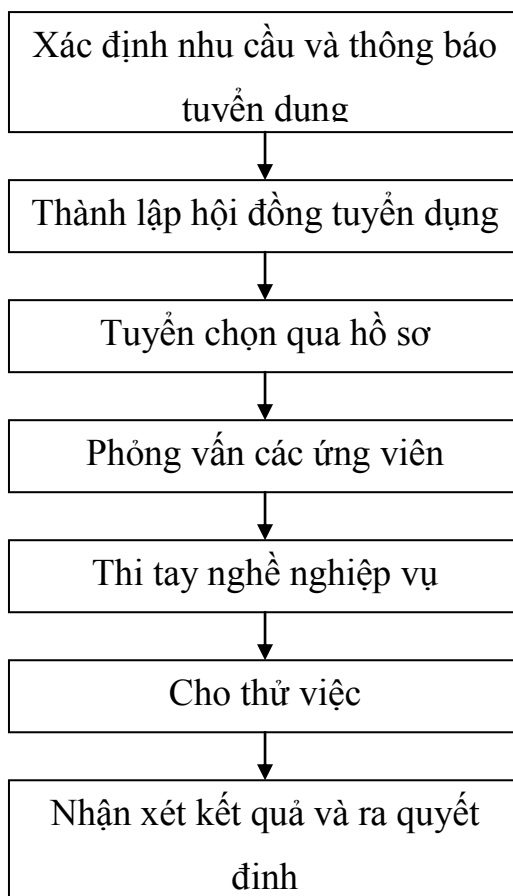 Xác định nhu cầu và thông báo
tuyển dụng
Thành lập hội đồng tuyển dụng
Tuyển chọn qua hồ sơ
Phỏng vấn các ứng viên
Thi tay nghề nghiệp vụ
Cho thử việc
Nhận xét kết quả và ra quyết
định